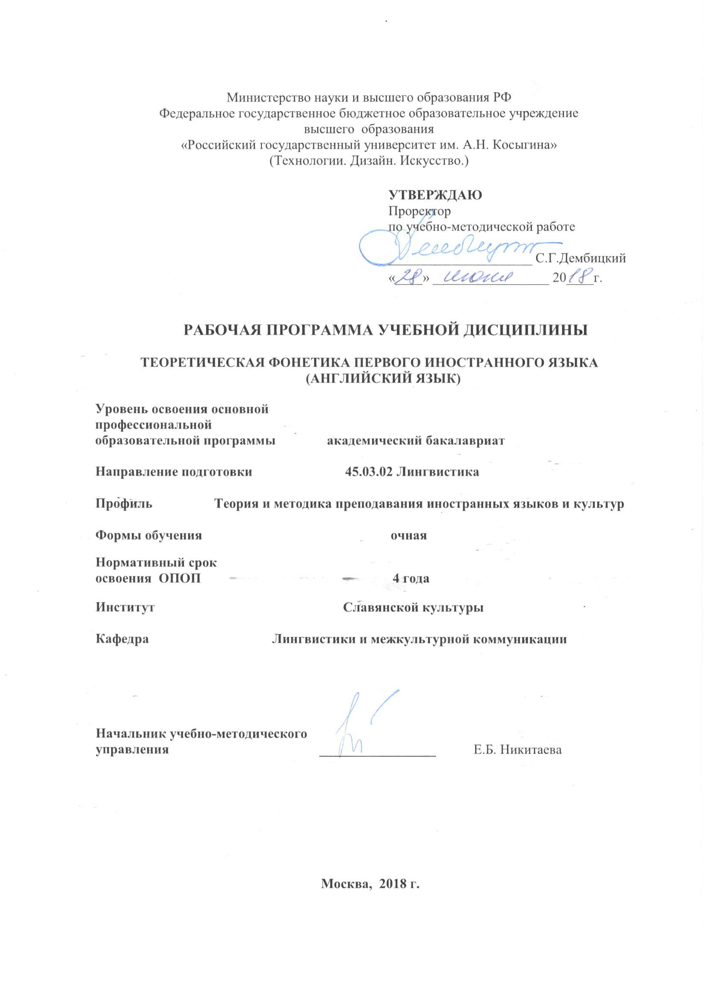 Министерство науки и высшего образования РФ
Федеральное государственное бюджетное образовательное учреждение
высшего образования
«Российский государственный университет им. А.Н. Косыгина»
(Технологии. Дизайн. Искусство.)
УТВЕРЖДАЮ
Проректор
по учебно-методической работе
С.Г.Дембицкий
«28» июня 2018г.
РАБОЧАЯ ПРОГРАММА УЧЕБНОЙ ДИСЦИПЛИНЫ
ТЕОРЕТИЧЕСКАЯ ФОНЕТИКА ПЕРВОГО ИНОСТРАННОГО ЯЗЫКА
(АНГЛИЙСКИЙ ЯЗЫК)
Уровень освоения основной
профессиональной
образовательной программы академический бакалавриат
Направление подготовки 45.03.02 Лингвистика
Профиль Теория и методика преподавания иностранных языков и культур
Формы обучения очная
Нормативный срок
освоения ОПОП 4 года
Институт Славянской культуры
Кафедра Лингвистики и межкультурной коммуникации
Начальник учебно-методического
управления Е.Б. Никитаева
Москва, 2018 г.